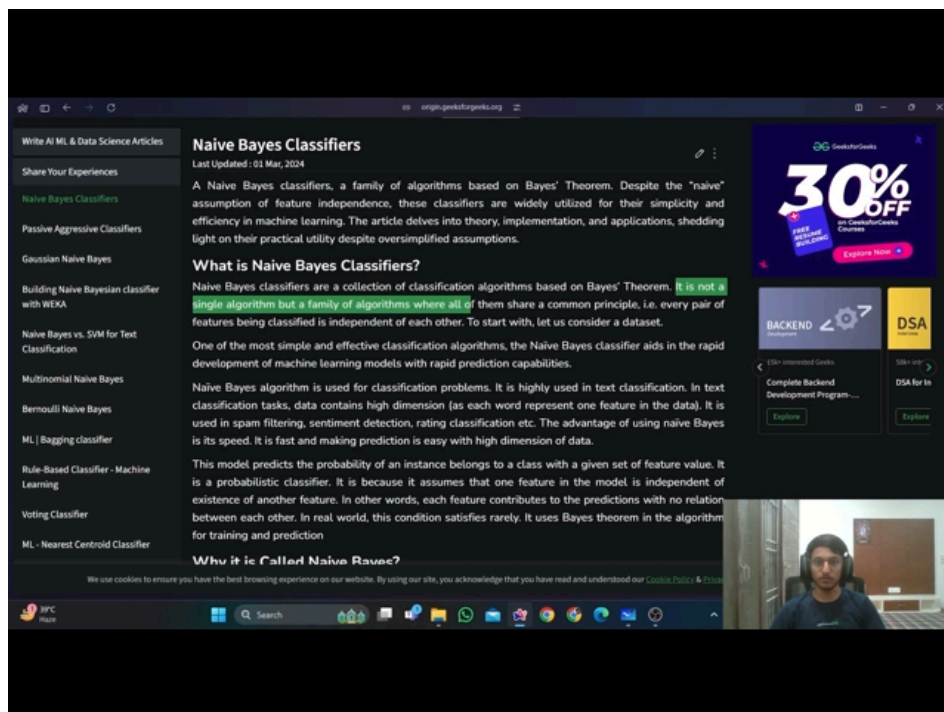 origin.geeksforgeeks.org
Write AI ML & Data Science Articles
Share Your Experiences
Naive Bayes Classifiers
Passive Aggressive Classifiers
Gaussian Naive Bayes
Building Naive Bayesian classifier
with WEKA
Naive Bayes vs. SVM for Text
Classification
Multinomial Naive Bayes
Bernoulli Naive Bayes
ML | Bagging classifier
Rule-Based Classifier - Machine
Learning
Voting Classifier
ML - Nearest Centroid Classifier
Naive Bayes Classifiers
Last Updated : 01 Mar, 2024
A Naive Bayes classifiers, a family of algorithms based on Bayes' Theorem. Despite the "naive"
assumption of feature independence, these classifiers are widely utilized for their simplicity and
efficiency in machine learning. The article delves into theory, implementation, and applications, shedding
light on their practical utility despite oversimplified assumptions.
What is Naive Bayes Classifiers?
Naive Bayes classifiers are a collection of classification algorithms based on Bayes' Theorem. It is not a
single algorithm but a family of algorithms where all of them share a common principle, i.e. every pair of
features being classified is independent of each other. To start with, let us consider a dataset.
One of the most simple and effective classification algorithms, the Naïve Bayes classifier aids in the rapid
development of machine learning models with rapid prediction capabilities.
Naïve Bayes algorithm is used for classification problems. It is highly used in text classification. In text
classification tasks, data contains high dimension (as each word represent one feature in the data). It is
used in spam filtering, sentiment detection, rating classification etc. The advantage of using naïve Bayes
is its speed. It is fast and making prediction is easy with high dimension of data.
This model predicts the probability of an instance belongs to a class with a given set of feature value. It
is a probabilistic classifier. It is because it assumes that one feature in the model is independent of
existence of another feature. In other words, each feature contributes to the predictions with no relation
between each other. In real world, this condition satisfies rarely. It uses Bayes theorem in the algorithm
for training and prediction
Why it is Called Naive Bayes?
GeeksforGeeks
30%
OFF
on GeeksforGeeks
Courses
FREE
RESUME
BUILDING
Explore Now
BACKEND
Development
DSA
15k+ interested Geeks
Complete Backend
Development Program-....
Explore
DSA for In
Explore
We use cookies to ensure you have the best browsing experience on our website. By using our site, you acknowledge that you have read and understood our Cookie Policy &
39°C
Haze
Search